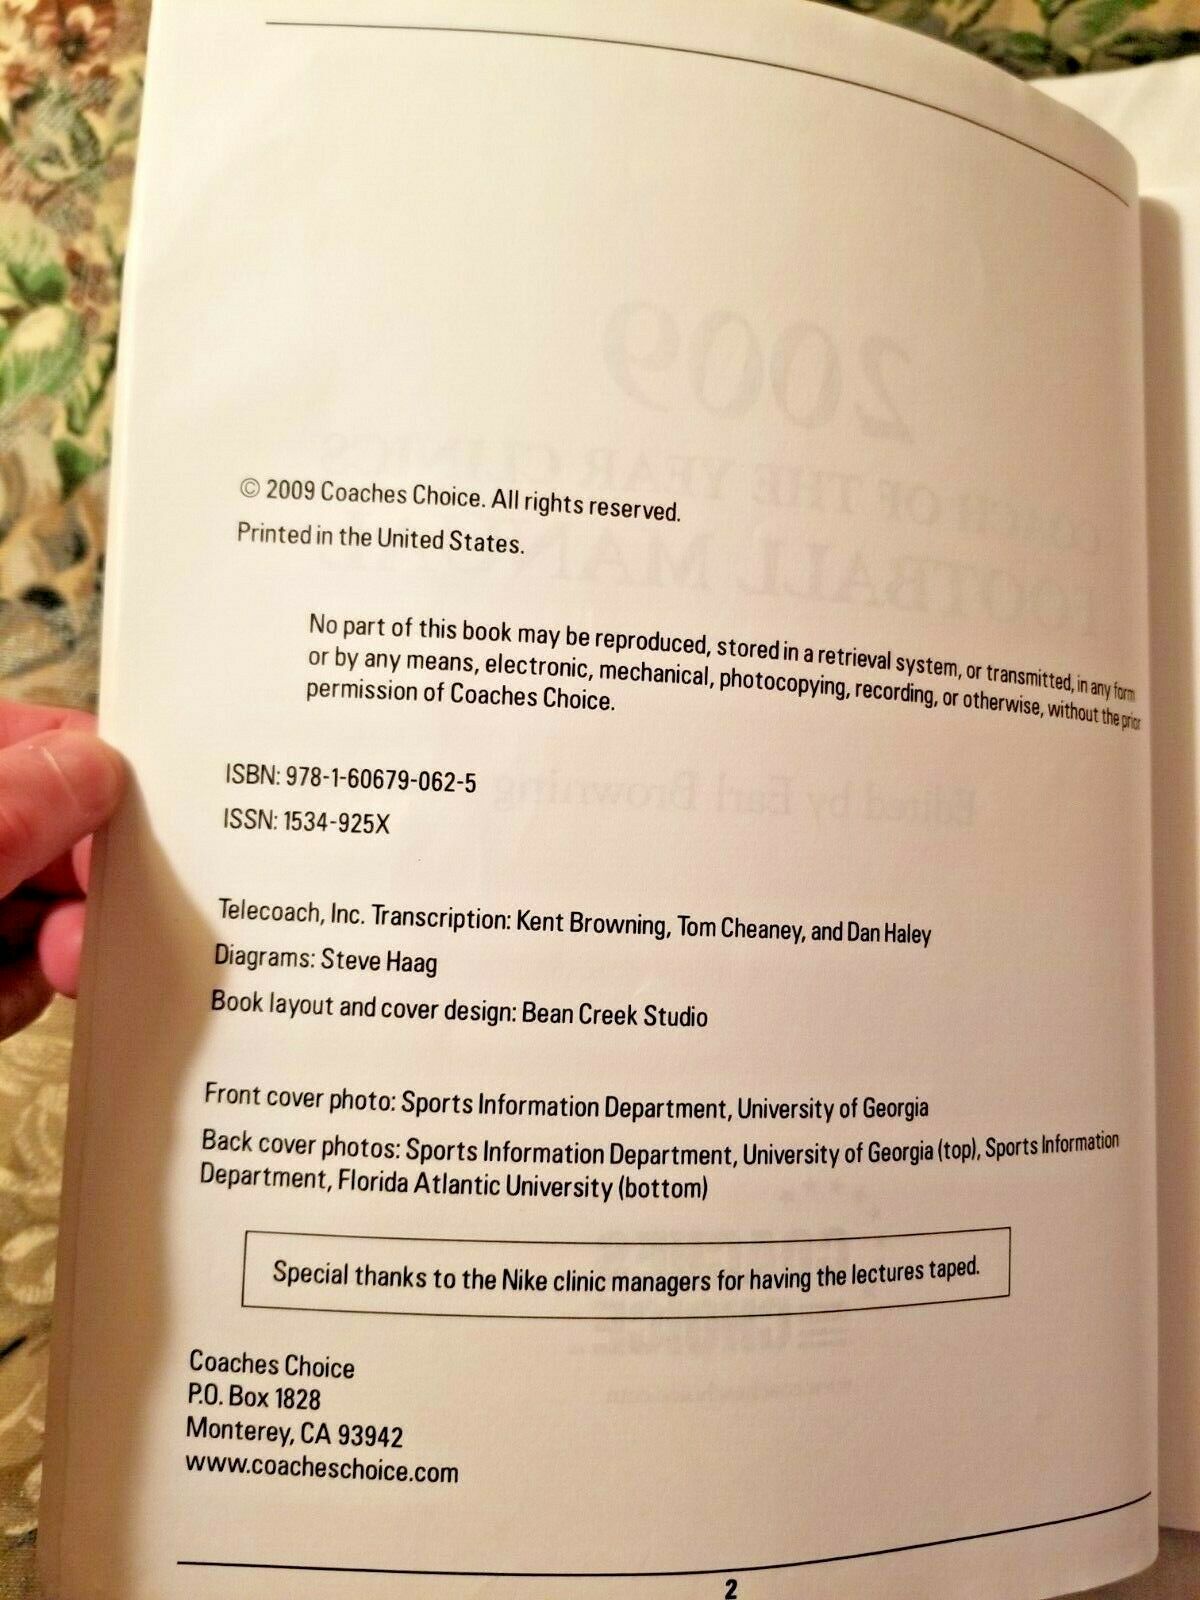 © 2009 Coaches Choice. All rights reserved.
Printed in the United States.
No part of this book may be reproduced, stored in a retrieval system, or transmitted, in any form
or by any means, electronic, mechanical, photocopying, recording, or otherwise, without the prior
permission of Coaches Choice.
ISBN: 978-1-60679-062-5
ISSN: 1534-925X
Telecoach, Inc. Transcription: Kent Browning, Tom Cheaney, and Dan Haley
Diagrams: Steve Haag
Book layout and cover design: Bean Creek Studio
Front cover photo: Sports Information Department, University of Georgia
Back cover photos: Sports Information Department, University of Georgia (top), Sports Information
Department, Florida Atlantic University (bottom)
Special thanks to the Nike clinic managers for having the lectures taped.
Coaches Choice
P.O. Box 1828
Monterey, CA 93942
www.coacheschoice.com
2